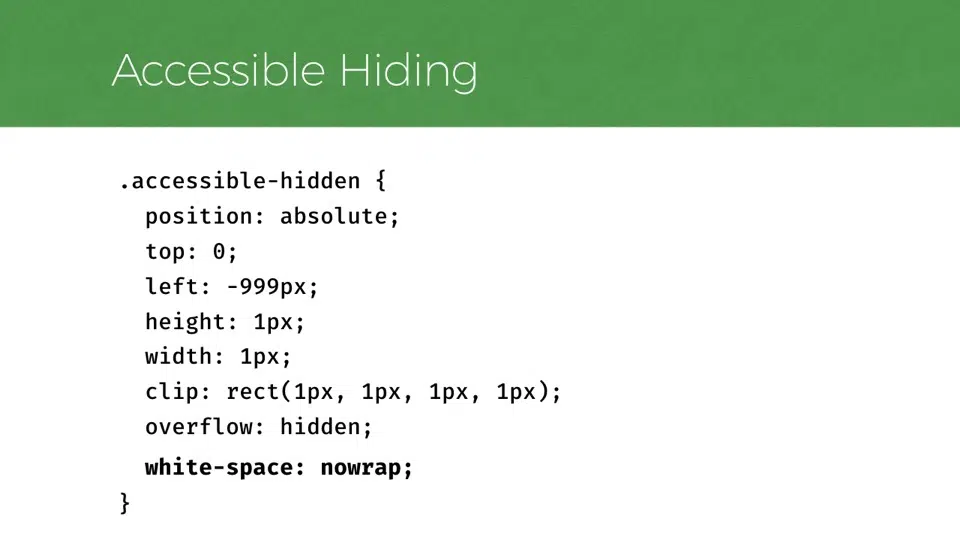 Accessible Hiding
.accessible-hidden {
position: absolute;
top: 0;
left: -999px;
height: 1px;
width: 1px;
clip: rect(1px, 1px, 1px, 1px);
overflow: hidden;
white-space: nowrap;
}